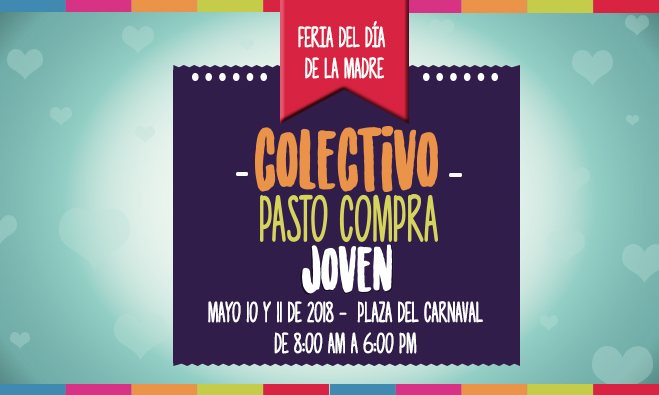 FERIA DEL DÍA
DE LA MADRE
- COLECTiVO -
PASTO COMPRA
JOVEN
MAYO 10 Y 11 DE 2018 - PLAZA DEL CARNAVAL
DE 8:00 AM A 6:00 PM